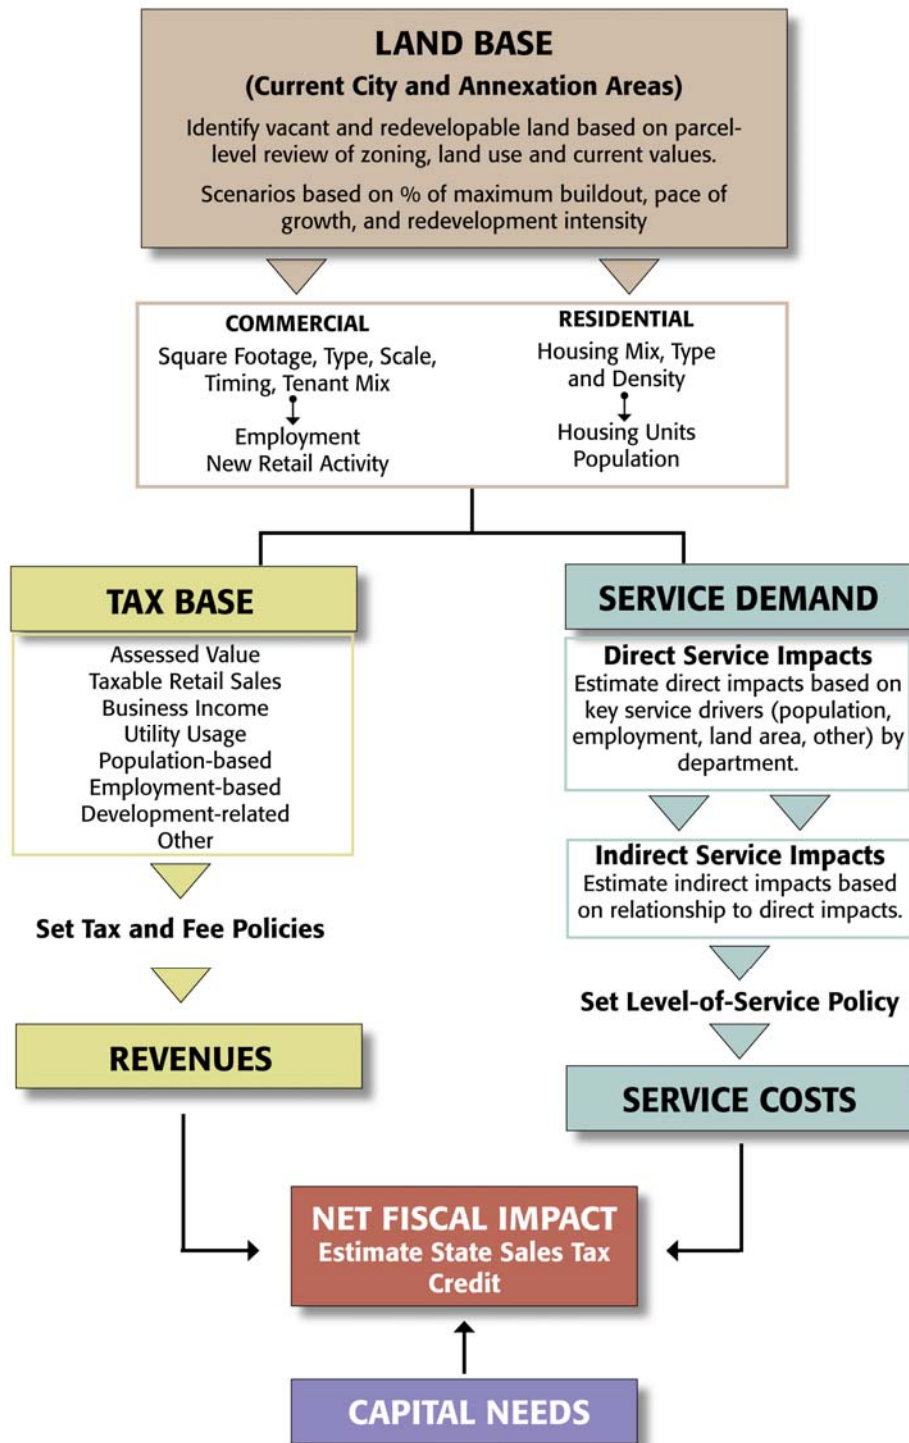 LAND BASE
(Current City and Annexation Areas)
Identify vacant and redevelopable land based on parcel-
level review of zoning, land use and current values.
Scenarios based on % of maximum buildout, pace of
growth, and redevelopment intensity
COMMERCIAL
Square Footage, Type, Scale,
Timing, Tenant Mix
Employment
New Retail Activity
RESIDENTIAL
Housing Mix, Type
and Density
Housing Units
Population
TAX BASE
Assessed Value
Taxable Retail Sales
Business Income
Utility Usage
Population-based
Employment-based
Development-related
Other
Set Tax and Fee Policies
REVENUES
SERVICE DEMAND
Direct Service Impacts
Estimate direct impacts based on
key service drivers (population,
employment, land area, other) by
department.
Indirect Service Impacts
Estimate indirect impacts based
on relationship to direct impacts.
Set Level-of-Service Policy
SERVICE COSTS
NET FISCAL IMPACT
Estimate State Sales Tax
Credit
CAPITAL NEEDS